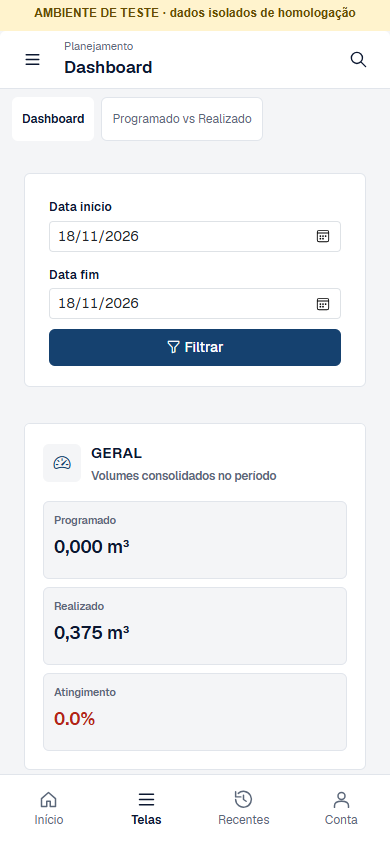 AMBIENTE DE TESTE · dados isolados de homologação
Planejamento
Dashboard
Dashboard
Programado vs Realizado
Data início
18/11/2026
Data fim
18/11/2026
Filtrar
GERAL
Volumes consolidados no período
Programado
0,000 m³
Realizado
0,375 m³
Atingimento
0.0%
Início
Telas
Recentes
Conta